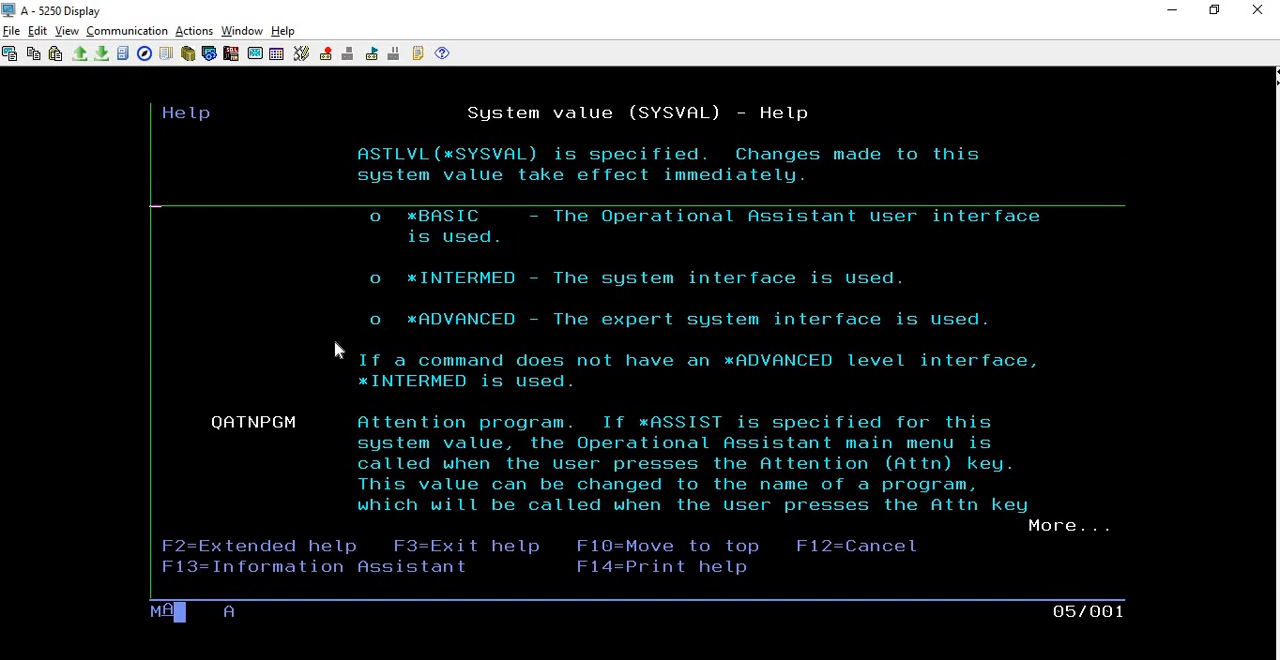 A - 5250 Display
File Edit View Communication Actions Window Help
Help System value (SYSVAL) - Help
ASTLVL(*SYSVAL) is specified. Changes made to this
system value take effect immediately.
o *BASIC - The Operational Assistant user interface
is used.
o *INTERMED - The system interface is used.
o *ADVANCED - The expert system interface is used.
If a command does not have an *ADVANCED level interface,
*INTERMED is used.
QATNPGM Attention program. If *ASSIST is specified for this
system value, the Operational Assistant main menu is
called when the user presses the Attention (Attn) key.
This value can be changed to the name of a program,
which will be called when the user presses the Attn key
More...
F2=Extended help F3=Exit help F10=Move to top F12=Cancel
F13=Information Assistant F14=Print help
MA A 05/001